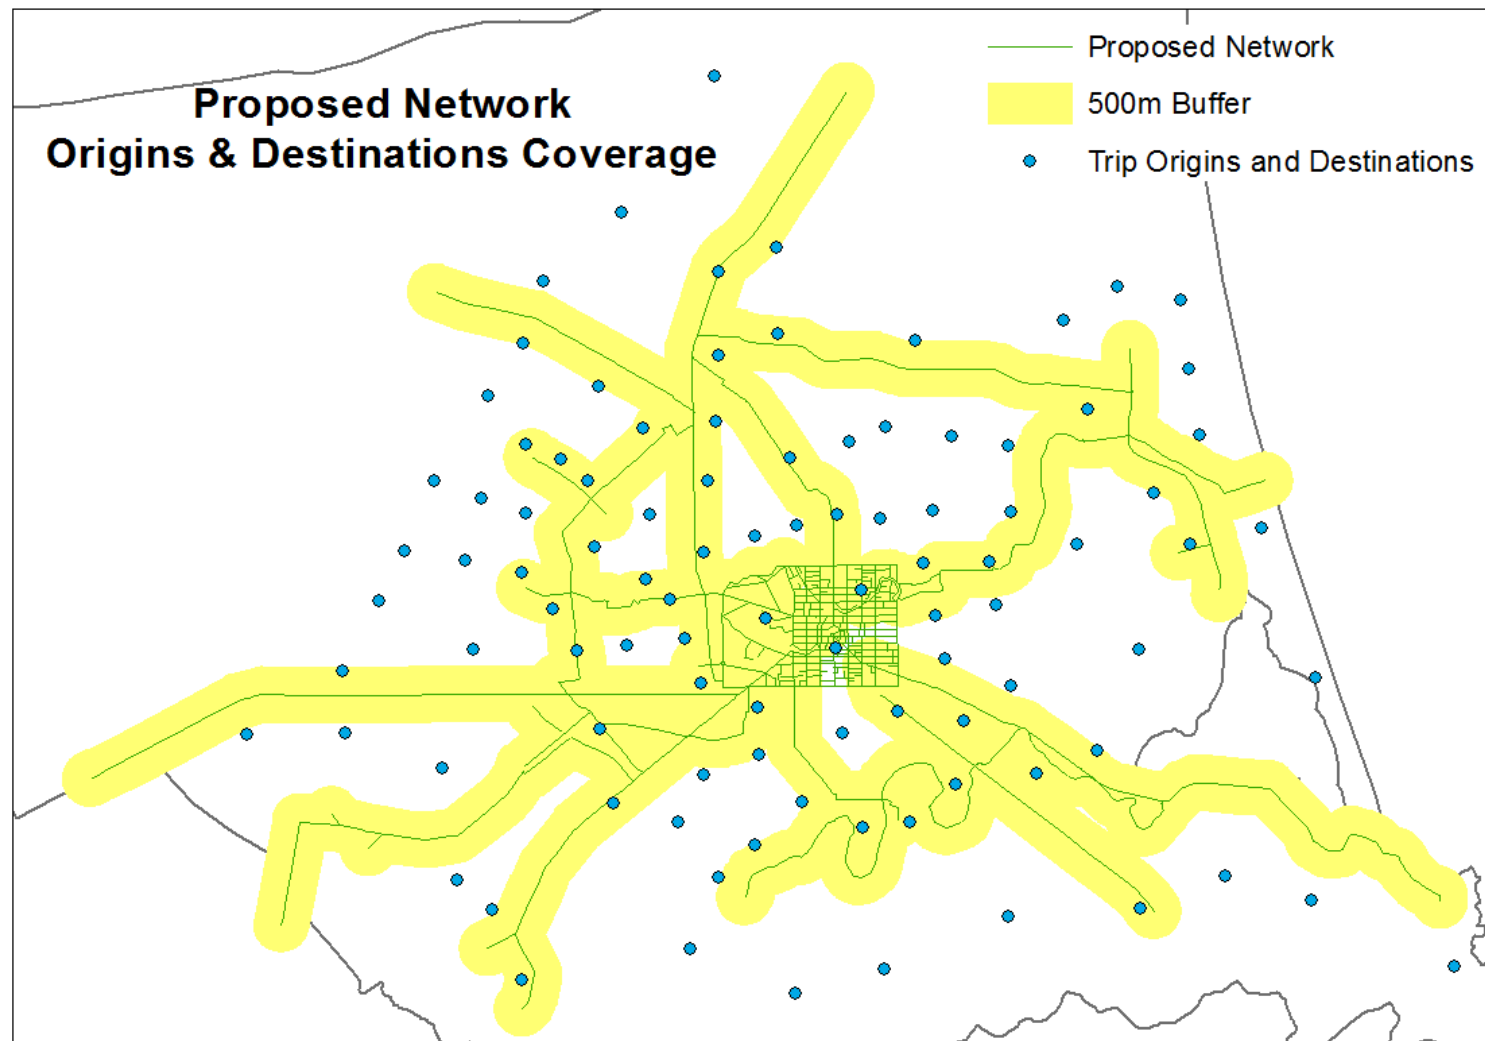 Proposed Network
Origins & Destinations Coverage
Proposed Network
500m Buffer
Trip Origins and Destinations